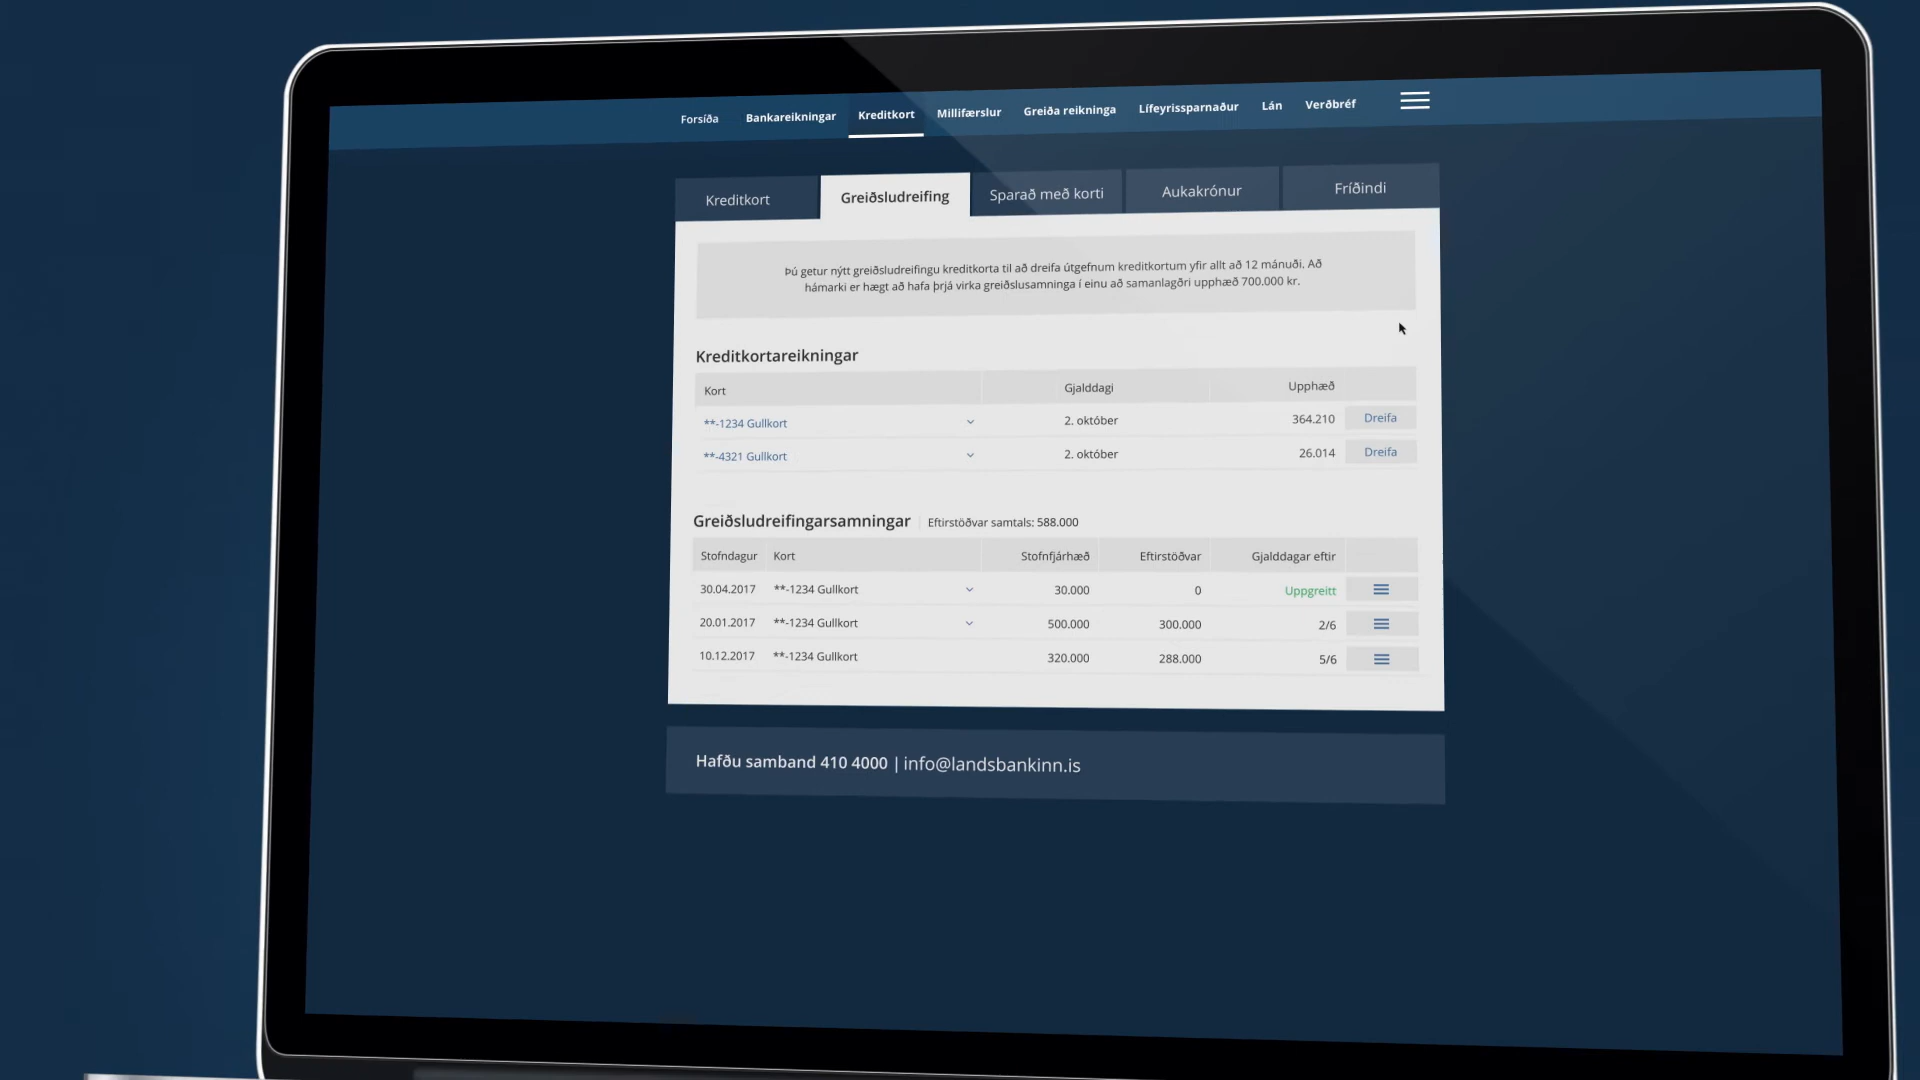 Forsíða Bankareikningar Kreditkort Millifærslur Greiða reikninga Lífeyrissparnaður Lán Verðbréf
Kreditkort Greiðsludreifing Sparað með korti Aukakrónur Fríðindi
Þú getur nýtt greiðsludreifingu kreditkorta til að dreifa útgefnum kreditkortum yfir allt að 12 mánuði. Að
hámarki er hægt að hafa þrjá virka greiðslusamninga í einu að samanlagðri upphæð 700.000 kr.
Kreditkortareikningar
Kort Gjalddagi Upphæð
**-1234 Gullkort 2. október 364.210 Dreifa
**-4321 Gullkort 2. október 26.014 Dreifa
Greiðsludreifingarsamningar Eftirstöðvar samtals: 588.000
Stofndagur Kort Stofnfjárhæð Eftirstöðvar Gjalddagar eftir
30.04.2017 **-1234 Gullkort 30.000 0 Uppgreitt
20.01.2017 **-1234 Gullkort 500.000 300.000 2/6
10.12.2017 **-1234 Gullkort 320.000 288.000 5/6
Hafðu samband 410 4000 | info@landsbankinn.is